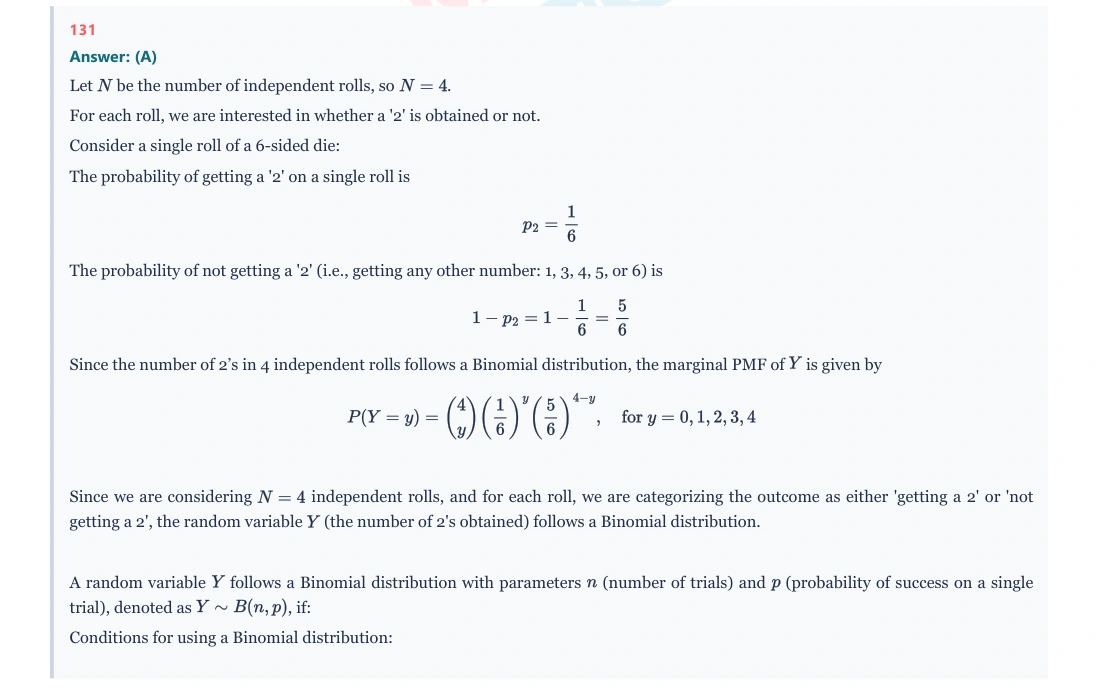 131
Answer: (A)
Let N be the number of independent rolls, so N = 4.
For each roll, we are interested in whether a '2' is obtained or not.
Consider a single roll of a 6-sided die:
The probability of getting a '2' on a single roll is
p₂ = 1/6
The probability of not getting a '2' (i.e., getting any other number: 1, 3, 4, 5, or 6) is
1 − p₂ = 1 − 1/6 = 5/6
Since the number of 2’s in 4 independent rolls follows a Binomial distribution, the marginal PMF of Y is given by
P(Y = y) = (4 y) (1/6)^y (5/6)^(4−y), for y = 0, 1, 2, 3, 4
Since we are considering N = 4 independent rolls, and for each roll, we are categorizing the outcome as either 'getting a 2' or 'not
getting a 2', the random variable Y (the number of 2's obtained) follows a Binomial distribution.
A random variable Y follows a Binomial distribution with parameters n (number of trials) and p (probability of success on a single
trial), denoted as Y ∼ B(n, p), if:
Conditions for using a Binomial distribution: